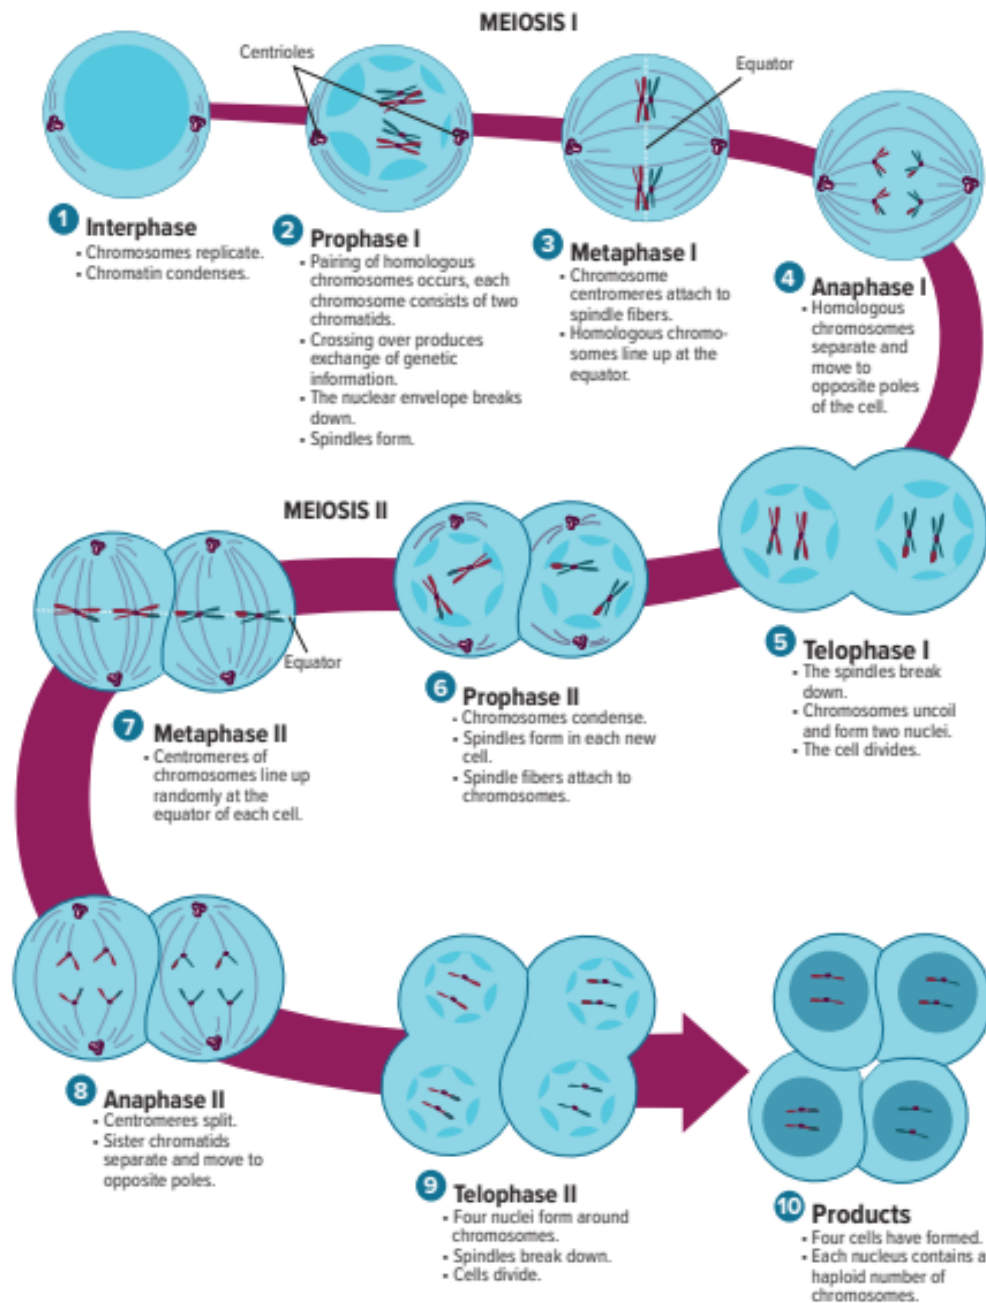 MEIOSIS I
Centrioles
Equator
1 Interphase
• Chromosomes replicate.
• Chromatin condenses.
2 Prophase I
• Pairing of homologous
chromosomes occurs, each
chromosome consists of two
chromatids.
• Crossing over produces
exchange of genetic
information.
• The nuclear envelope breaks
down.
• Spindles form.
3 Metaphase I
• Chromosome
centromeres attach to
spindle fibers.
• Homologous chromo-
somes line up at the
equator.
4 Anaphase I
• Homologous
chromosomes
separate and
move to
opposite poles
of the cell.
5 Telophase I
• The spindles break
down.
• Chromosomes uncoil
and form two nuclei.
• The cell divides.
MEIOSIS II
6 Prophase II
• Chromosomes condense.
• Spindles form in each new
cell.
• Spindle fibers attach to
chromosomes.
Equator
7 Metaphase II
• Centromeres of
chromosomes line up
randomly at the
equator of each cell.
8 Anaphase II
• Centromeres split.
• Sister chromatids
separate and move to
opposite poles.
9 Telophase II
• Four nuclei form around
chromosomes.
• Spindles break down.
• Cells divide.
10 Products
• Four cells have formed.
• Each nucleus contains a
haploid number of
chromosomes.